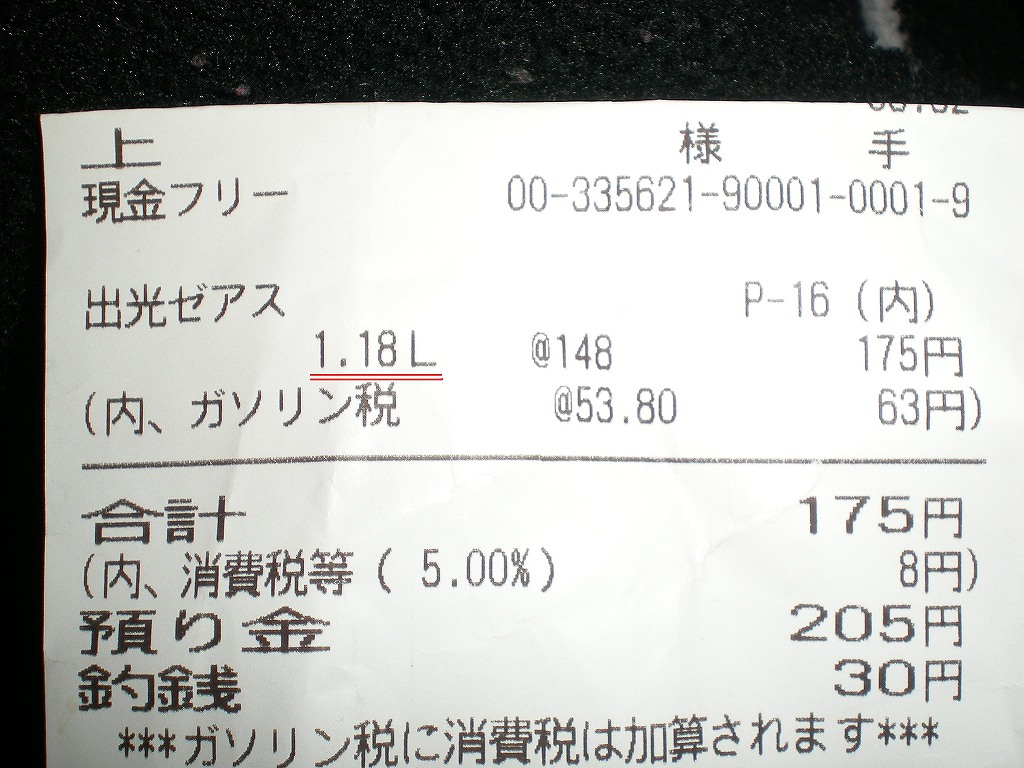 上 様 手
現金フリー 00-335621-90001-0001-9
出光ゼアス P-16 (内)
1.18L @148 175円
(内、ガソリン税 @53.80 63円)
合計 175円
(内、消費税等 ( 5.00%) 8円)
預り金 205円
釣銭 30円
***ガソリン税に消費税は加算されます***